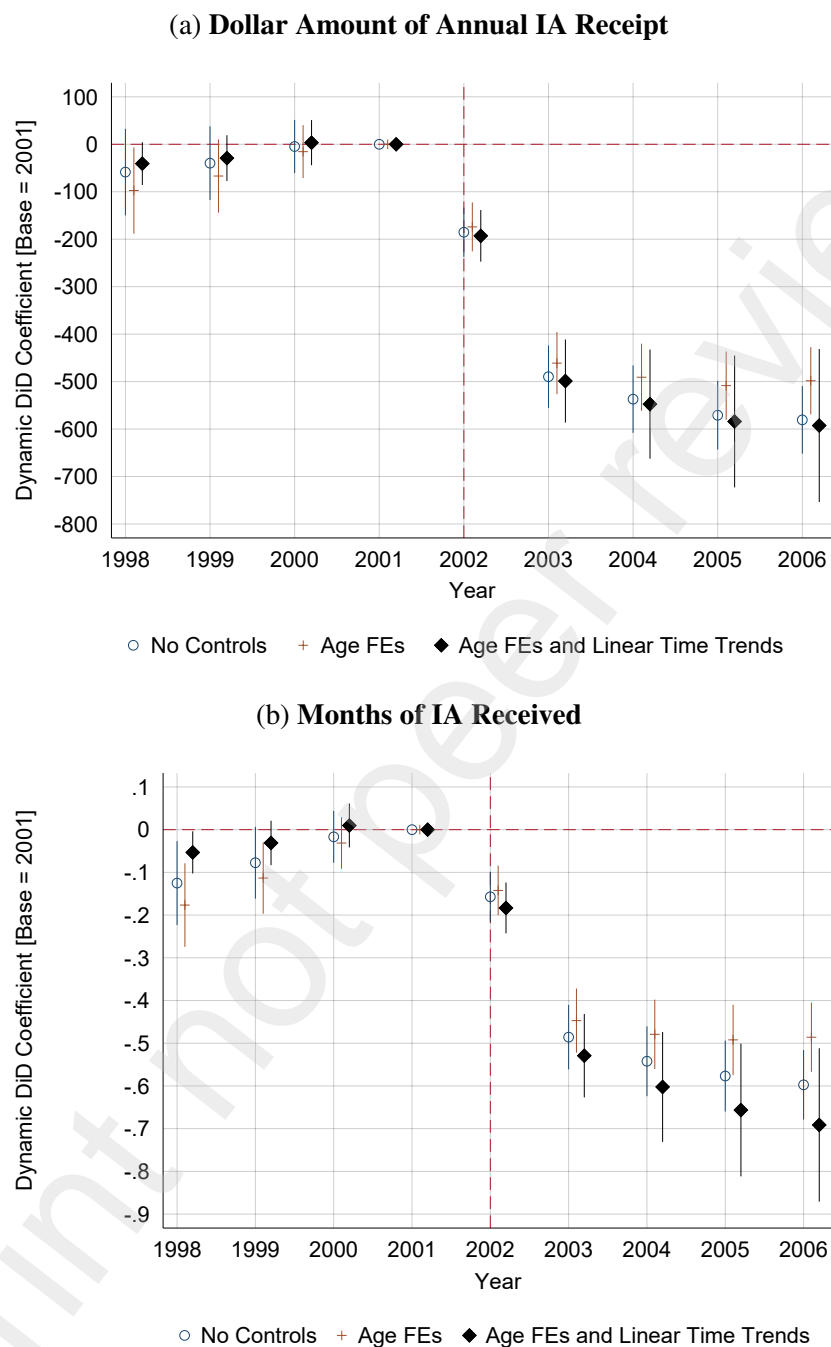 (a) Dollar Amount of Annual IA Receipt
Dynamic DiD Coefficient [Base = 2001]
100
0
-100
-200
-300
-400
-500
-600
-700
-800
1998 1999 2000 2001 2002 2003 2004 2005 2006
Year
No Controls Age FEs Age FEs and Linear Time Trends
(b) Months of IA Received
Dynamic DiD Coefficient [Base = 2001]
.1
0
-.1
-.2
-.3
-.4
-.5
-.6
-.7
-.8
-.9
1998 1999 2000 2001 2002 2003 2004 2005 2006
Year
No Controls Age FEs Age FEs and Linear Time Trends
not peer review